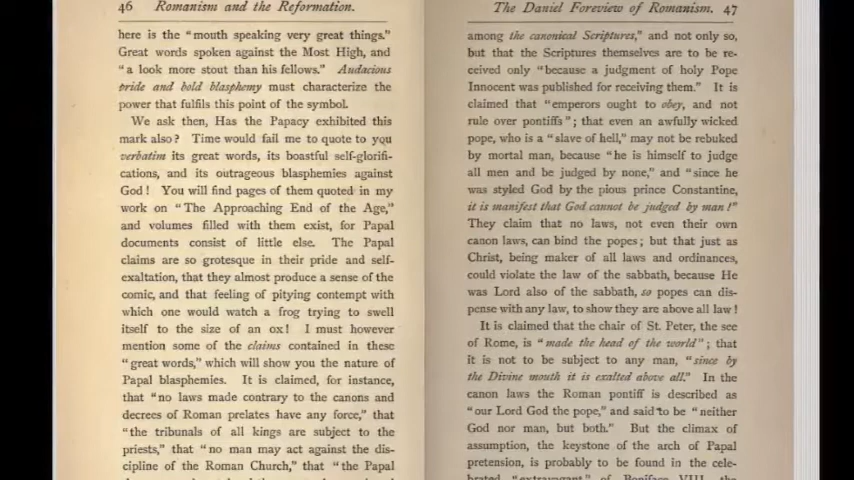 46 Romanism and the Reformation.
here is the "mouth speaking very great things."
Great words spoken against the Most High, and
"a look more stout than his fellows." Audacious
pride and bold blasphemy must characterize the
power that fulfils this point of the symbol.
We ask then, Has the Papacy exhibited this
mark also? Time would fail me to quote to you
verbatim its great words, its boastful self-glorifi-
cations, and its outrageous blasphemies against
God! You will find pages of them quoted in my
work on "The Approaching End of the Age,"
and volumes filled with them exist, for Papal
documents consist of little else. The Papal
claims are so grotesque in their pride and self-
exaltation, that they almost produce a sense of the
comic, and that feeling of pitying contempt with
which one would watch a frog trying to swell
itself to the size of an ox! I must however
mention some of the claims contained in these
"great words," which will show you the nature of
Papal blasphemies. It is claimed, for instance,
that "no laws made contrary to the canons and
decrees of Roman prelates have any force," that
"the tribunals of all kings are subject to the
priests," that "no man may act against the dis-
cipline of the Roman Church," that "the Papal
The Daniel Foreview of Romanism. 47
among the canonical Scriptures," and not only so,
but that the Scriptures themselves are to be re-
ceived only "because a judgment of holy Pope
Innocent was published for receiving them." It is
claimed that "emperors ought to obey, and not
rule over pontiffs"; that even an awfully wicked
pope, who is a "slave of hell," may not be rebuked
by mortal man, because "he is himself to judge
all men and be judged by none," and "since he
was styled God by the pious prince Constantine,
it is manifest that God cannot be judged by man!"
They claim that no laws, not even their own
canon laws, can bind the popes; but that just as
Christ, being maker of all laws and ordinances,
could violate the law of the sabbath, because He
was Lord also of the sabbath, so popes can dis-
pense with any law, to show they are above all law!
It is claimed that the chair of St. Peter, the see
of Rome, is "made the head of the world"; that
it is not to be subject to any man, "since by
the Divine mouth it is exalted above all." In the
canon laws the Roman pontiff is described as
"our Lord God the pope," and said to be "neither
God nor man, but both." But the climax of
assumption, the keystone of the arch of Papal
pretension, is probably to be found in the cele-
brated "extravagant" of Boniface VIII. the